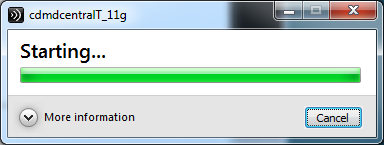 cdmdcentralT_11g
Starting...
More information
Cancel